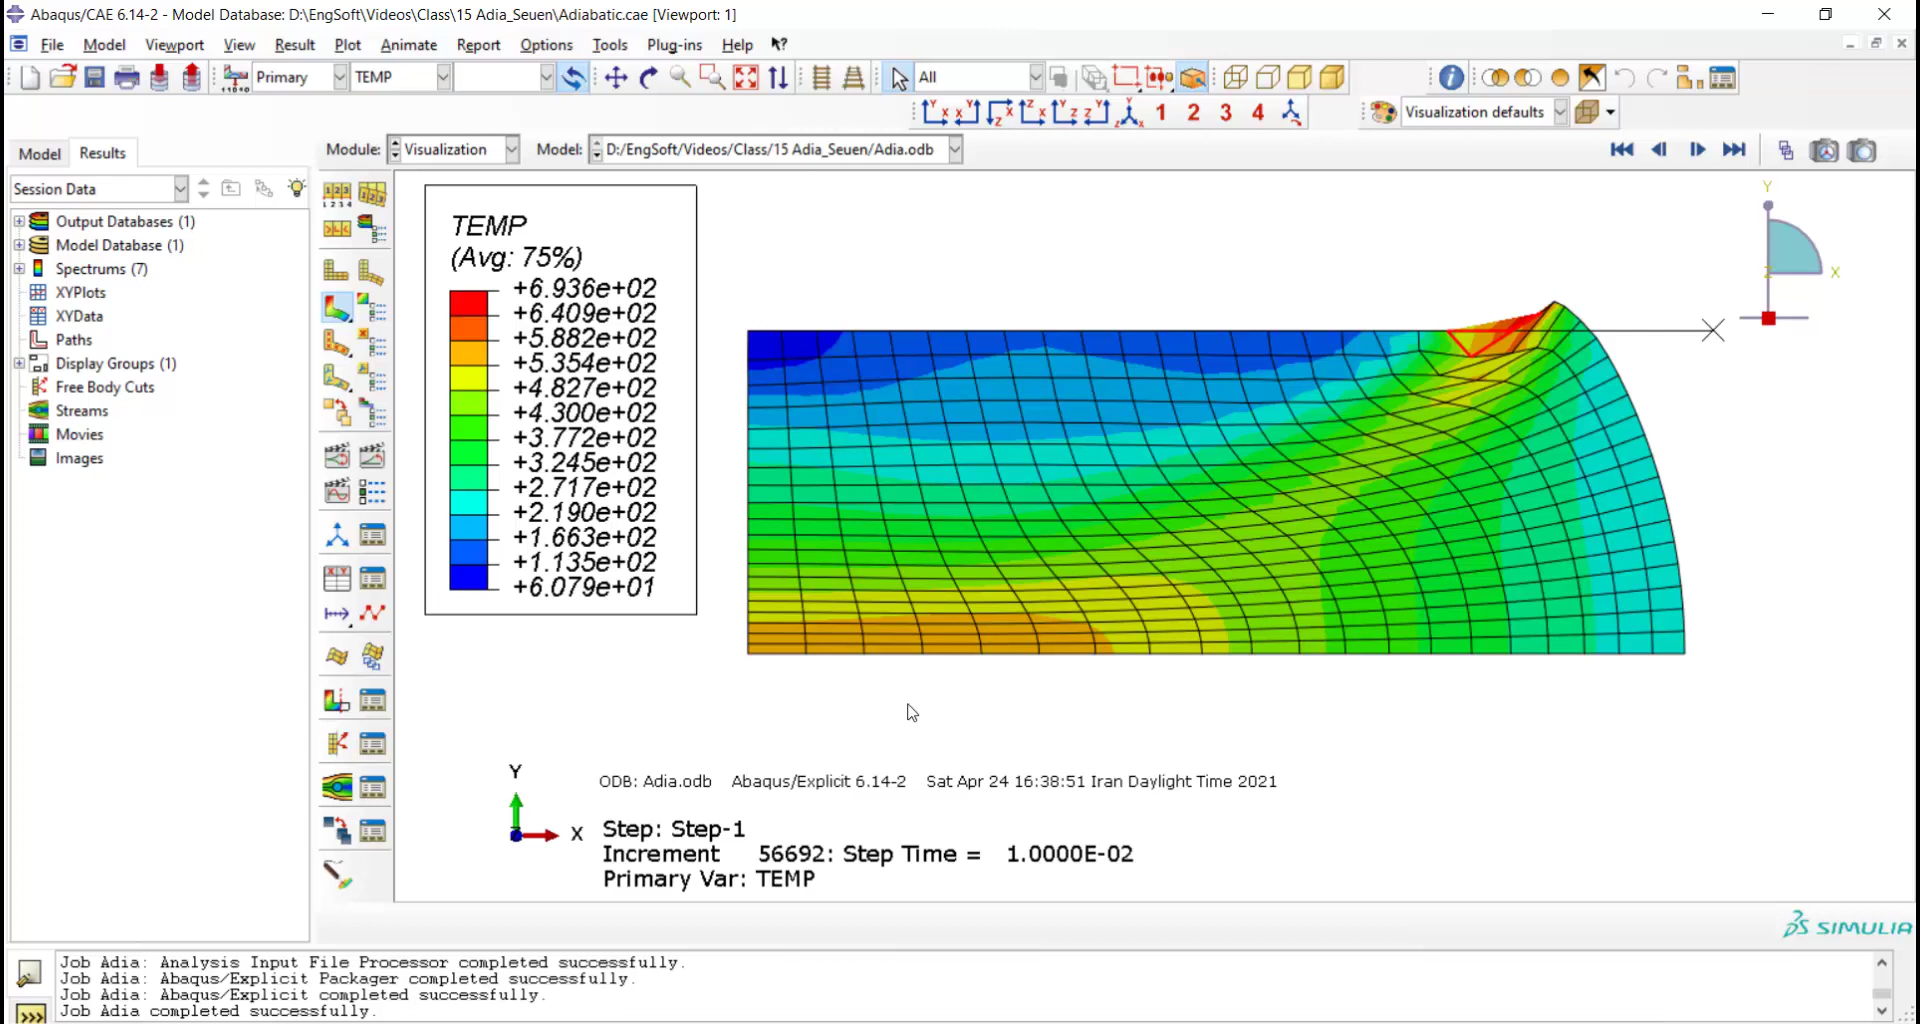 Abaqus/CAE 6.14-2 - Model Database: D:\EngSoft\Videos\Class\15 Adia_Seuen\Adiabatic.cae [Viewport: 1]
File Model Viewport View Result Plot Animate Report Options Tools Plug-ins Help
Primary TEMP All
1 2 3 4 Visualization defaults
Model Results Module: Visualization Model: D:/EngSoft/Videos/Class/15 Adia_Seuen/Adia.odb
Session Data
Output Databases (1)
Model Database (1)
Spectrums (7)
XYPlots
XYData
Paths
Display Groups (1)
Free Body Cuts
Streams
Movies
Images
TEMP
(Avg: 75%)
+6.936e+02
+6.409e+02
+5.882e+02
+5.354e+02
+4.827e+02
+4.300e+02
+3.772e+02
+3.245e+02
+2.717e+02
+2.190e+02
+1.663e+02
+1.135e+02
+6.079e+01
Y
X
Z
Y
X
ODB: Adia.odb Abaqus/Explicit 6.14-2 Sat Apr 24 16:38:51 Iran Daylight Time 2021
Step: Step-1
Increment 56692: Step Time = 1.0000E-02
Primary Var: TEMP
SIMULIA
Job Adia: Analysis Input File Processor completed successfully.
Job Adia: Abaqus/Explicit Packager completed successfully.
Job Adia: Abaqus/Explicit completed successfully.
Job Adia completed successfully.
>>>